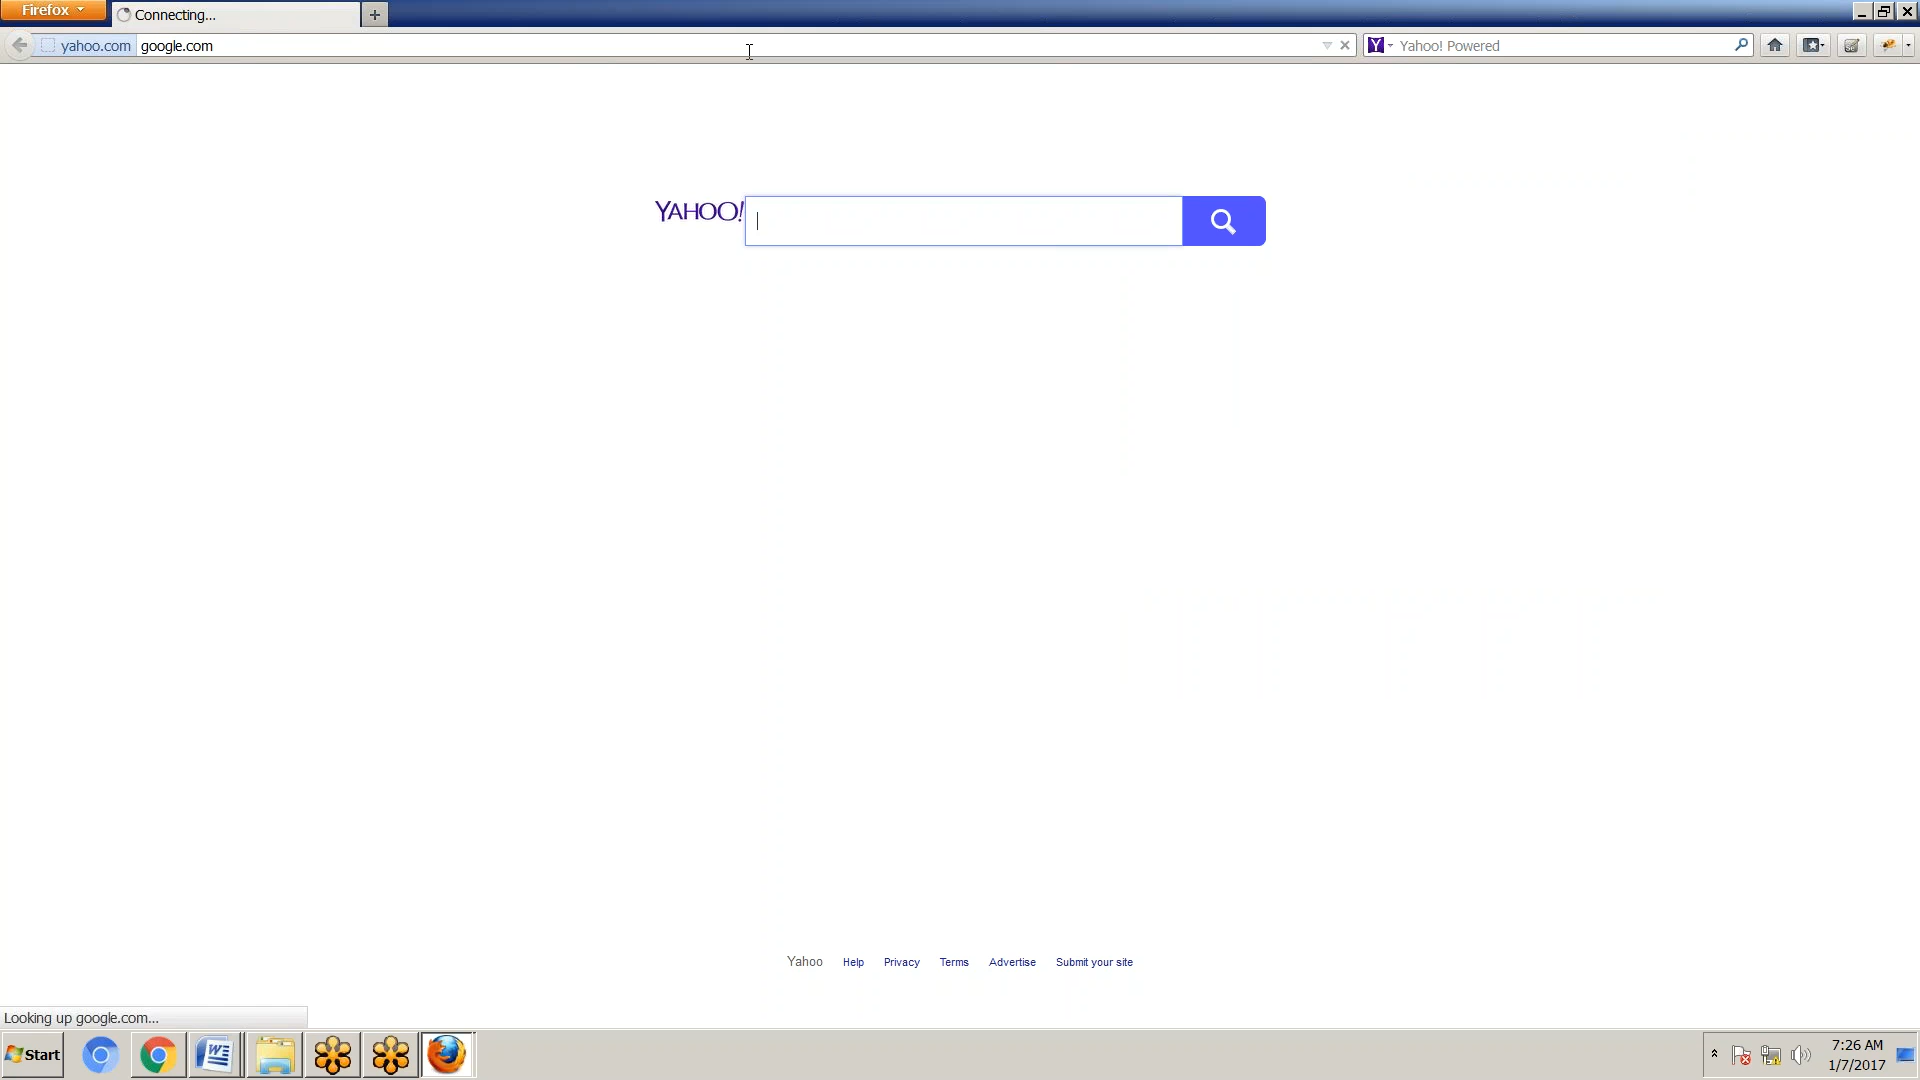 Firefox
Connecting...
yahoo.com google.com
Yahoo! Powered
YAHOO!
Yahoo Help Privacy Terms Advertise Submit your site
Looking up google.com...
Start
7:26 AM
1/7/2017